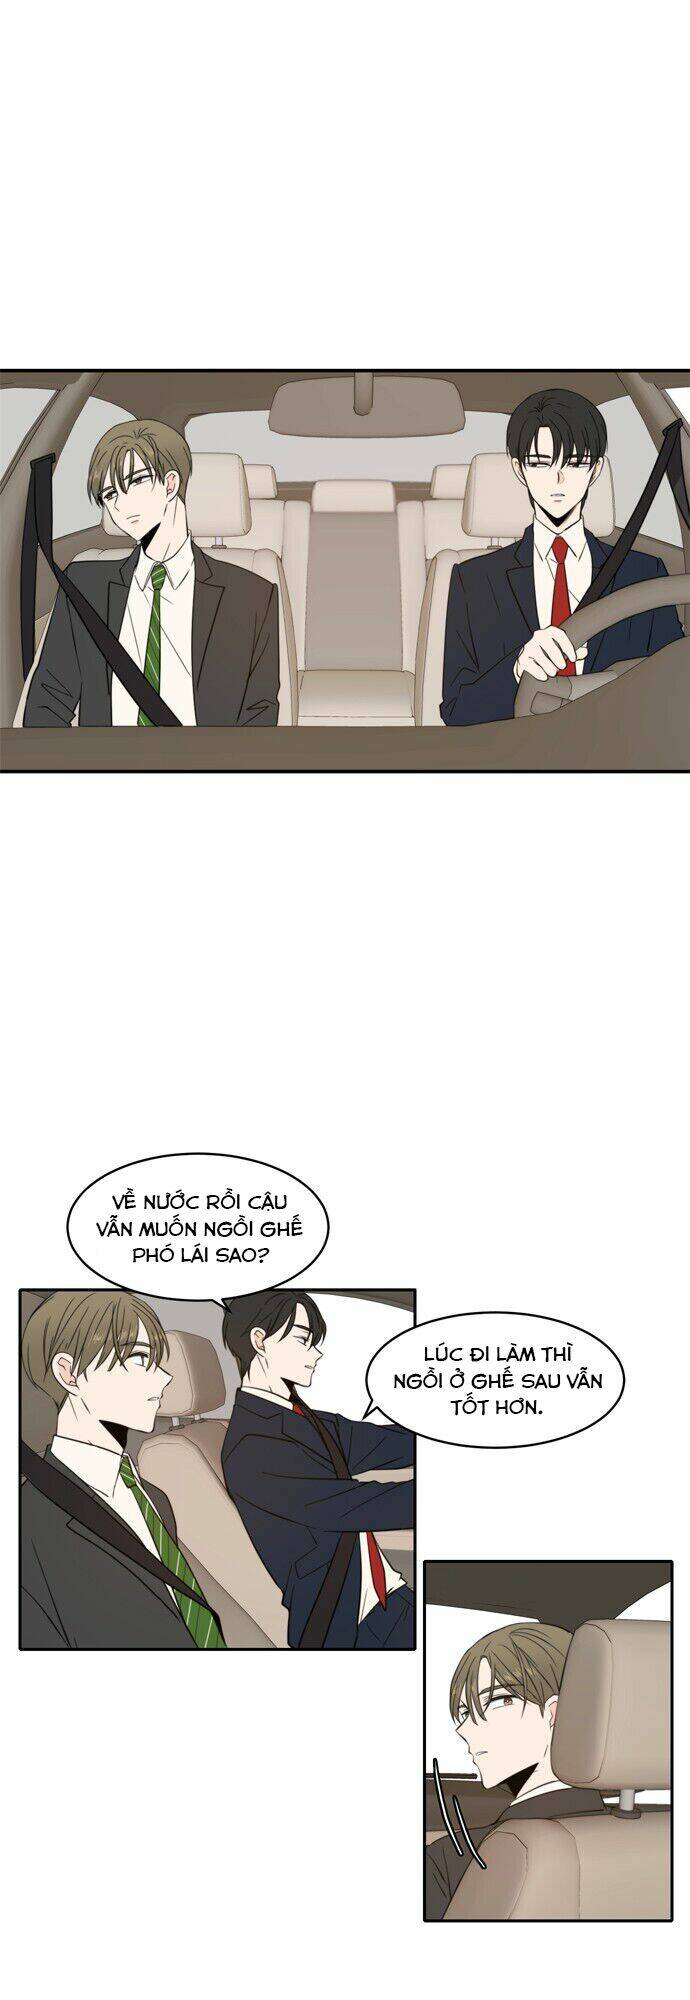 VỀ NƯỚC RỒI CẬU
VẪN MUỐN NGỒI GHẾ
PHÓ LÁI SAO?
LÚC ĐI LÀM THÌ
NGỒI Ở GHẾ SAU VẪN
TỐT HƠN.